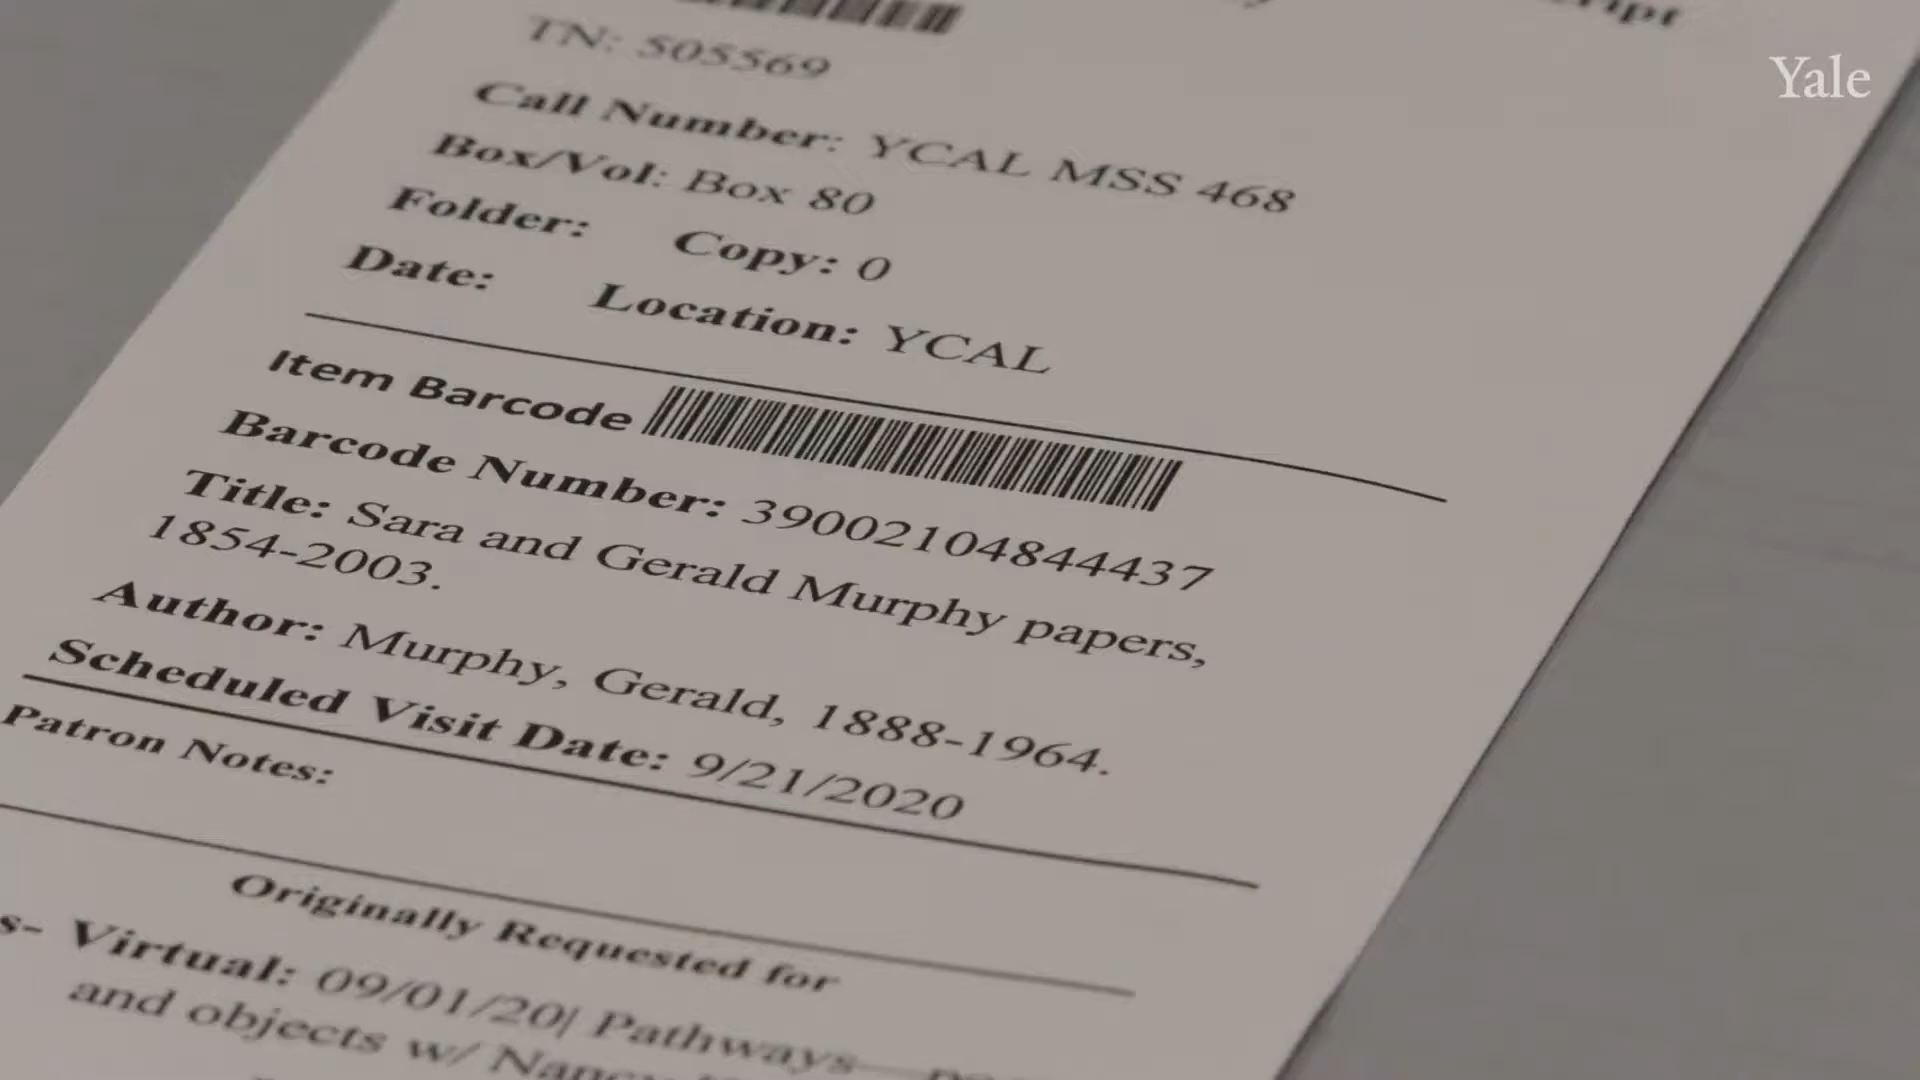 Yale
TN: 505569
Call Number: YCAL MSS 468
Box/Vol: Box 80
Folder: Copy: 0
Date: Location: YCAL
Item Barcode
Barcode Number: 39002104844437
Title: Sara and Gerald Murphy papers,
1854-2003.
Author: Murphy, Gerald, 1888-1964.
Scheduled Visit Date: 9/21/2020
Patron Notes:
Originally Requested for
Virtual: 09/01/20| Pathways—
and objects w/ Nancy